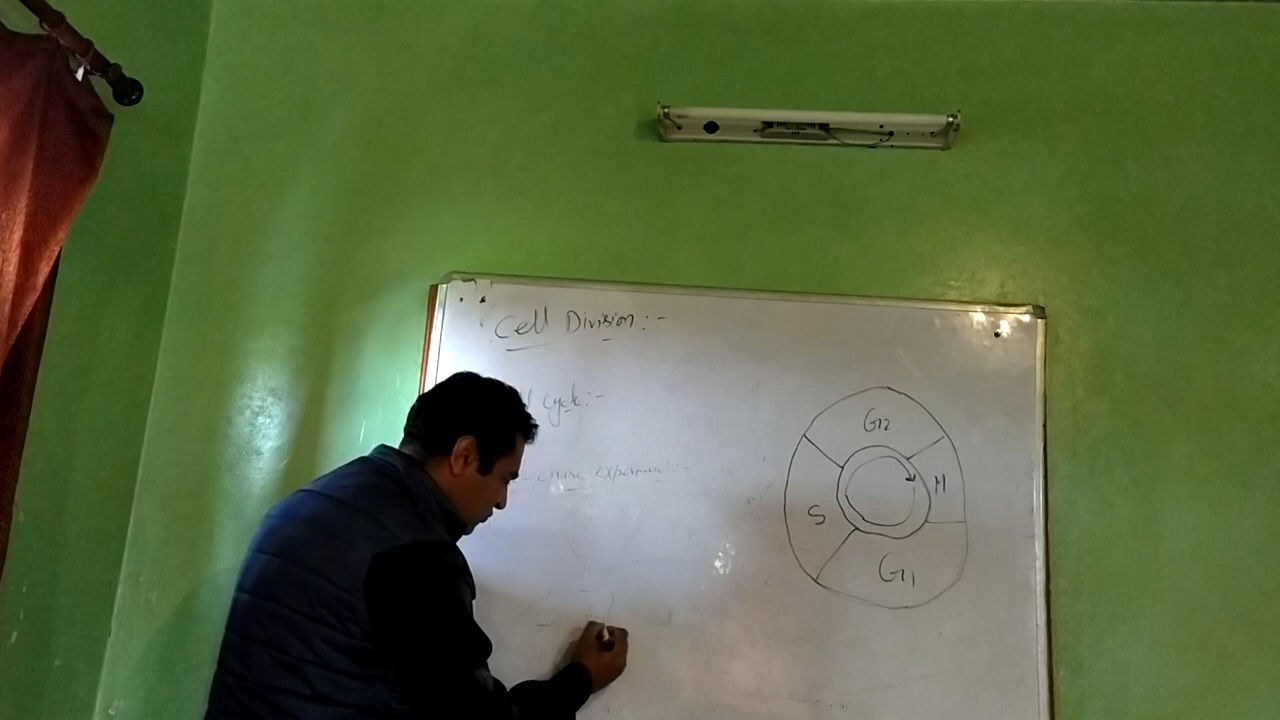 Cell Division :-
Cycle :-
chase experiment :-
G2
M
S
G1